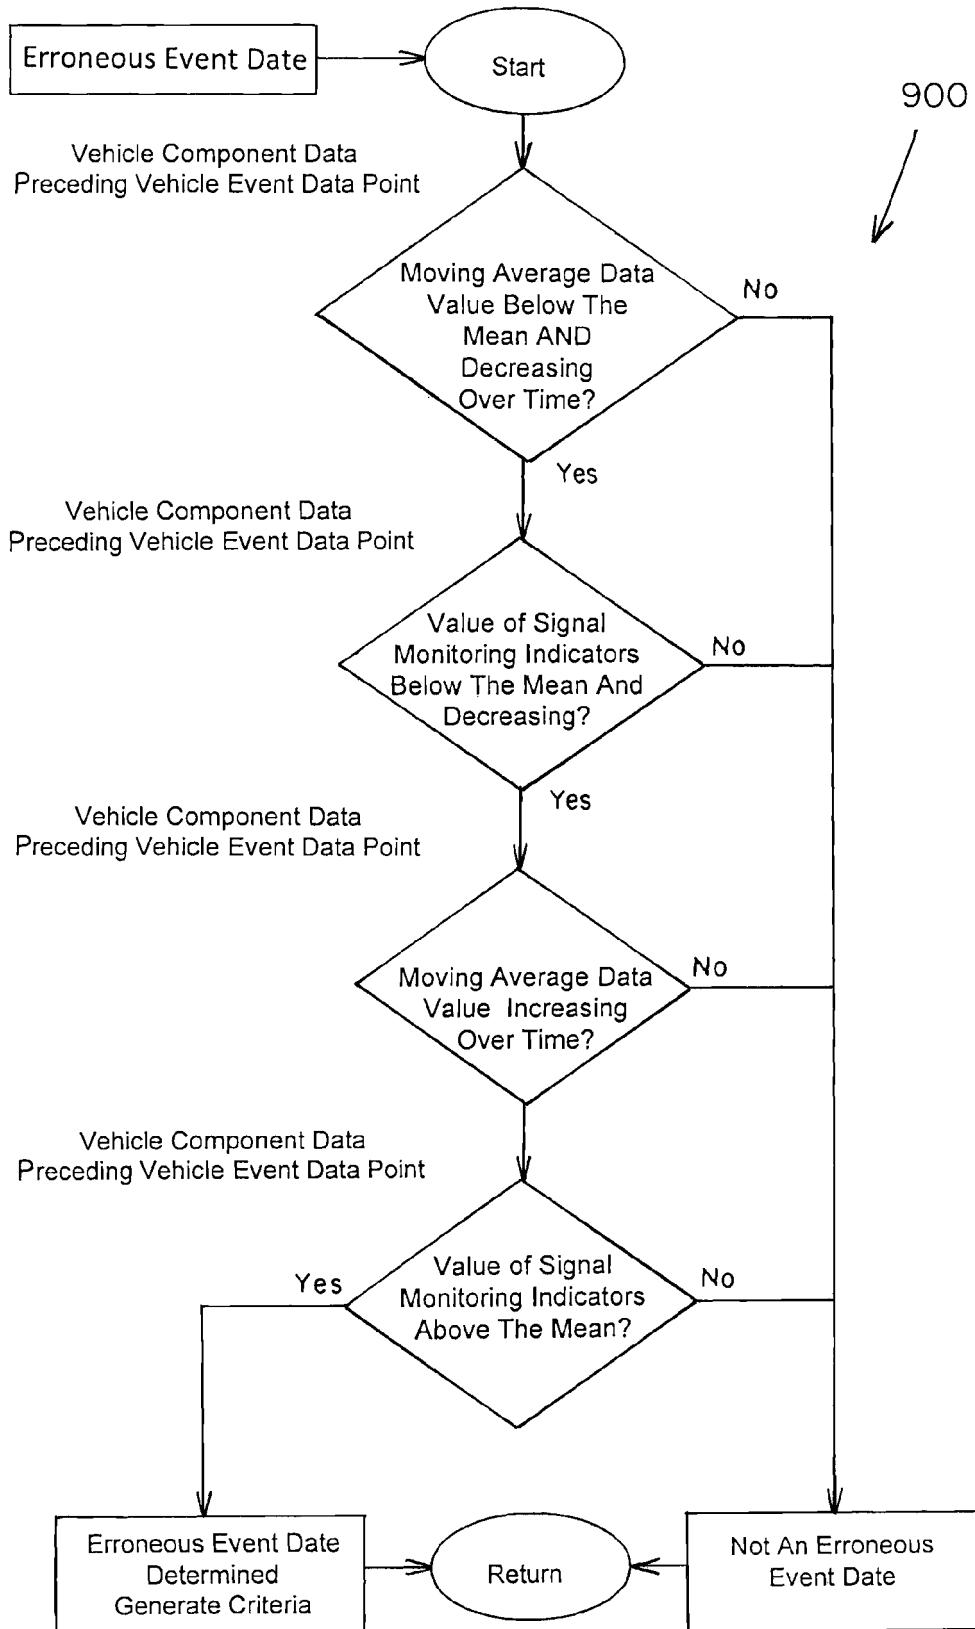 Erroneous Event Date
Start
900
Vehicle Component Data
Preceding Vehicle Event Data Point
Moving Average Data
Value Below The
Mean AND
Decreasing
Over Time?
No
Yes
Vehicle Component Data
Preceding Vehicle Event Data Point
Value of Signal
Monitoring Indicators
Below The Mean And
Decreasing?
No
Yes
Vehicle Component Data
Preceding Vehicle Event Data Point
Moving Average Data
Value Increasing
Over Time?
No
Vehicle Component Data
Preceding Vehicle Event Data Point
Value of Signal
Monitoring Indicators
Above The Mean?
Yes
No
Erroneous Event Date
Determined
Generate Criteria
Return
Not An Erroneous
Event Date